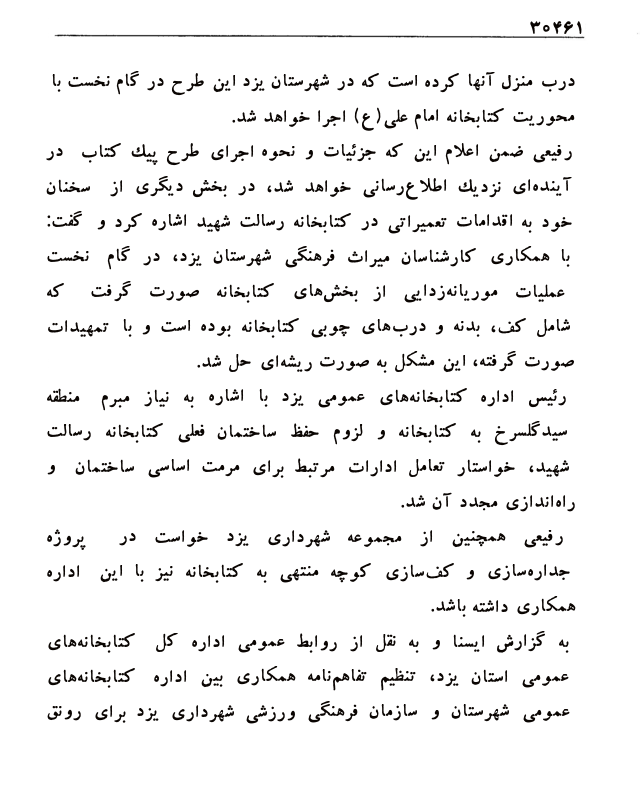 ۳۰۴۶۱
درب منزل آنها کرده است که در شهرستان یزد این طرح در گام نخست با
محوریت کتابخانه امام علی(ع) اجرا خواهد شد.
رفیعی ضمن اعلام این که جزئیات و نحوه اجرای طرح پیك کتاب در
آینده‌ای نزدیك اطلاع‌رسانی خواهد شد، در بخش دیگری از سخنان
خود به اقدامات تعمیراتی در کتابخانه رسالت شهید اشاره کرد و گفت:
با همکاری کارشناسان میراث فرهنگی شهرستان یزد، در گام نخست
عملیات موریانه‌زدایی از بخش‌های کتابخانه صورت گرفت که
شامل کف، بدنه و درب‌های چوبی کتابخانه بوده است و با تمهیدات
صورت گرفته، این مشکل به صورت ریشه‌ای حل شد.
رئیس اداره کتابخانه‌های عمومی یزد با اشاره به نیاز مبرم منطقه
سیدگلسرخ به کتابخانه و لزوم حفظ ساختمان فعلی کتابخانه رسالت
شهید، خواستار تعامل ادارات مرتبط برای مرمت اساسی ساختمان و
راه‌اندازی مجدد آن شد.
رفیعی همچنین از مجموعه شهرداری یزد خواست در پروژه
جداره‌سازی و کف‌سازی کوچه منتهی به کتابخانه نیز با این اداره
همکاری داشته باشد.
به گزارش ایسنا و به نقل از روابط عمومی اداره کل کتابخانه‌های
عمومی استان یزد، تنظیم تفاهم‌نامه همکاری بین اداره کتابخانه‌های
عمومی شهرستان و سازمان فرهنگی ورزشی شهرداری یزد برای رونق